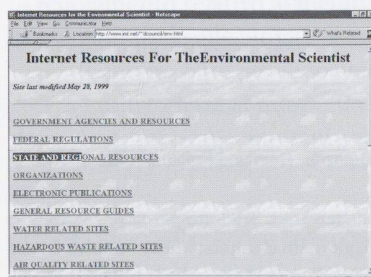 Internet Resources for the Environmental Scientist - Netscape
File Edit View Go Communicator Help
Bookmarks Location: What's Related
Internet Resources For TheEnvironmental Scientist
Site last modified May 28, 1999
GOVERNMENT AGENCIES AND RESOURCES
FEDERAL REGULATIONS
STATE AND REGIONAL RESOURCES
ORGANIZATIONS
ELECTRONIC PUBLICATIONS
GENERAL RESOURCE GUIDES
WATER RELATED SITES
HAZARDOUS WASTE RELATED SITES
AIR QUALITY RELATED SITES